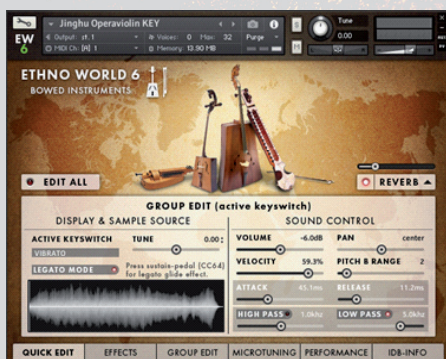 Jinghu Operaviolin KEY
EW
6
Output: st. 1
Voices: 0 Max: 32
Purge
MIDI Ch: [A] 1
Memory: 13.90 MB
S
M
Tune
0.00
ETHNO WORLD 6
BOWED INSTRUMENTS
EDIT ALL
REVERB
GROUP EDIT (active keyswitch)
DISPLAY & SAMPLE SOURCE
SOUND CONTROL
ACTIVE KEYSWITCH
TUNE
0.00
VOLUME
-6.0dB
PAN
center
VIBRATO
VELOCITY
59.3%
PITCH B RANGE
2
LEGATO MODE
Press sustain-pedal (CC64)
for legato glide effect.
ATTACK
45.1ms
RELEASE
11.2ms
HIGH PASS
1.0khz
LOW PASS
5.0khz
QUICK EDIT
EFFECTS
GROUP EDIT
MICROTUNING
PERFORMANCE
IDB-INFO